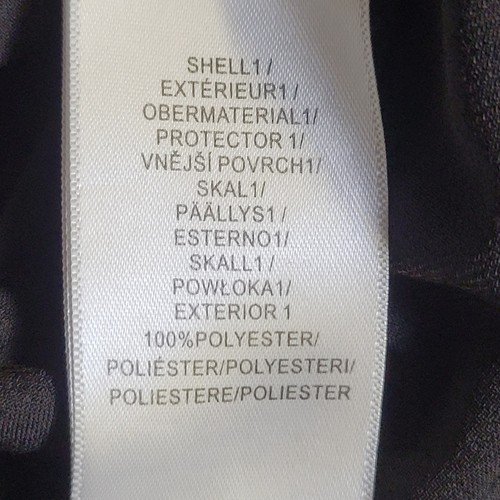 SHELL1 /
EXTÉRIEUR1 /
OBERMATERIAL1/
PROTECTOR 1/
VNĚJŠÍ POVRCH1/
SKAL1/
PÄÄLLYS1 /
ESTERNO1/
SKALL1 /
POWŁOKA1/
EXTERIOR 1
100%POLYESTER/
POLIÉSTER/POLYESTERI/
POLIESTERE/POLIESTER